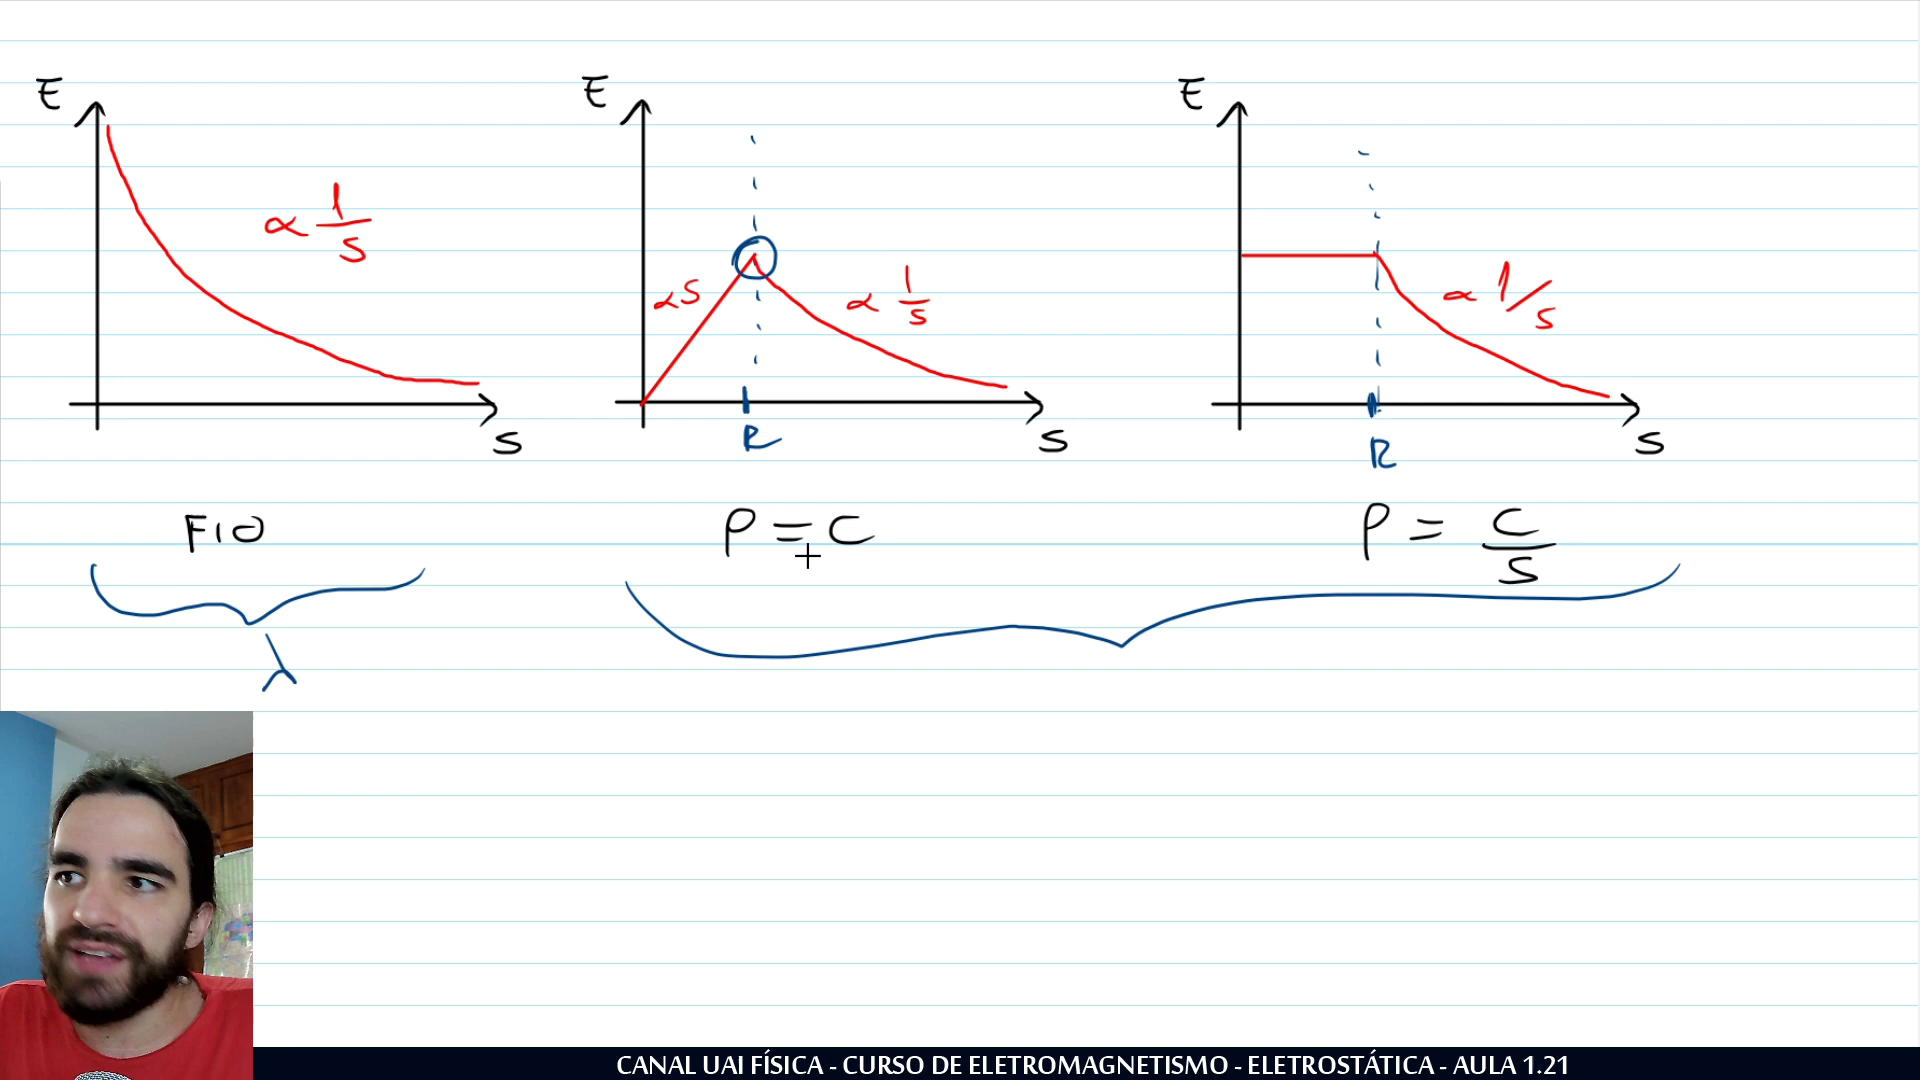 E E E
∝ 1/s
∝ s ∝ 1/s
∝ 1/s
s s s
R R
FIO ρ = C ρ = C/s
λ
CANAL UAI FÍSICA - CURSO DE ELETROMAGNETISMO - ELETROSTÁTICA - AULA 1.21